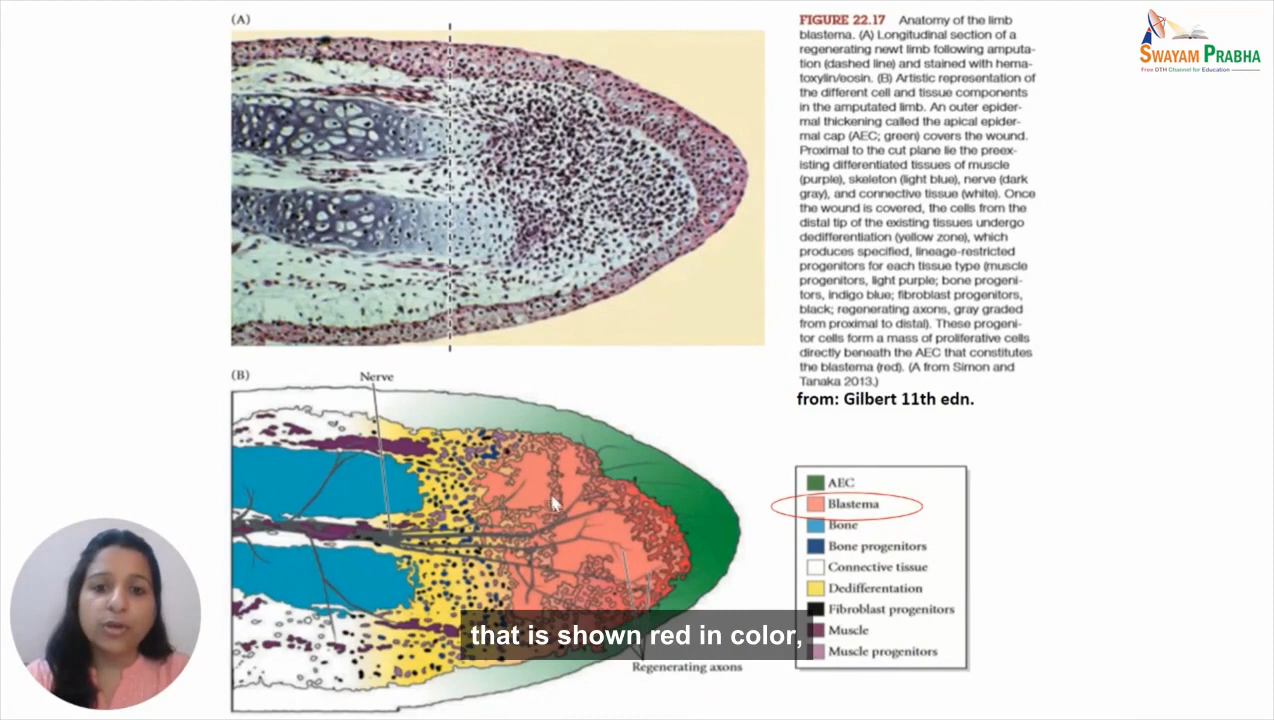 (A)
FIGURE 22.17 Anatomy of the limb
blastema. (A) Longitudinal section of a
regenerating newt limb following amputa-
tion (dashed line) and stained with hema-
toxylin/eosin. (B) Artistic representation of
the different cell and tissue components
in the amputated limb. An outer epider-
mal thickening called the apical epider-
mal cap (AEC; green) covers the wound.
Proximal to the cut plane lie the preex-
isting differentiated tissues of muscle
(purple), skeleton (light blue), nerve (dark
gray), and connective tissue (white). Once
the wound is covered, the cells from the
distal tip of the existing tissues undergo
dedifferentiation (yellow zone), which
produces specified, lineage-restricted
progenitors for each tissue type (muscle
progenitors, light purple; bone progeni-
tors, indigo blue; fibroblast progenitors,
black; regenerating axons, gray graded
from proximal to distal). These progeni-
tor cells form a mass of proliferative cells
directly beneath the AEC that constitutes
the blastema (red). (A from Simon and
Tanaka 2013.)
from: Gilbert 11th edn.
SWAYAM PRABHA
Free DTH Channel for Education
(B)
Nerve
AEC
Blastema
Bone
Bone progenitors
Connective tissue
Dedifferentation
Fibroblast progenitors
Muscle
Muscle progenitors
that is shown red in color,
Regenerating axons